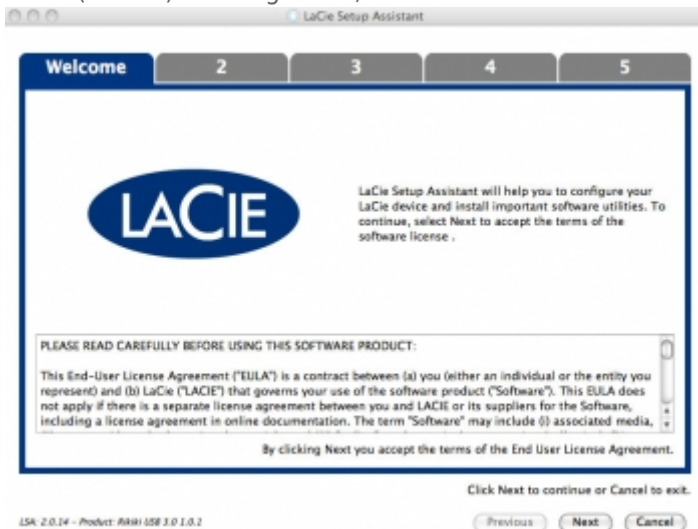 LaCie Setup Assistant
Welcome 2 3 4 5
LACIE
LaCie Setup Assistant will help you to configure your
LaCie device and install important software utilities. To
continue, select Next to accept the terms of the
software license .
PLEASE READ CAREFULLY BEFORE USING THIS SOFTWARE PRODUCT:
This End-User License Agreement ("EULA") is a contract between (a) you (either an individual or the entity you
represent) and (b) LaCie ("LACIE") that governs your use of the software product ("Software"). This EULA does
not apply if there is a separate license agreement between you and LACIE or its suppliers for the Software,
including a license agreement in online documentation. The term "Software" may include (i) associated media,
By clicking Next you accept the terms of the End User License Agreement.
Click Next to continue or Cancel to exit.
LSA: 2.0.14 - Product: Rikiki USB 3.0 1.0.2
Previous Next Cancel